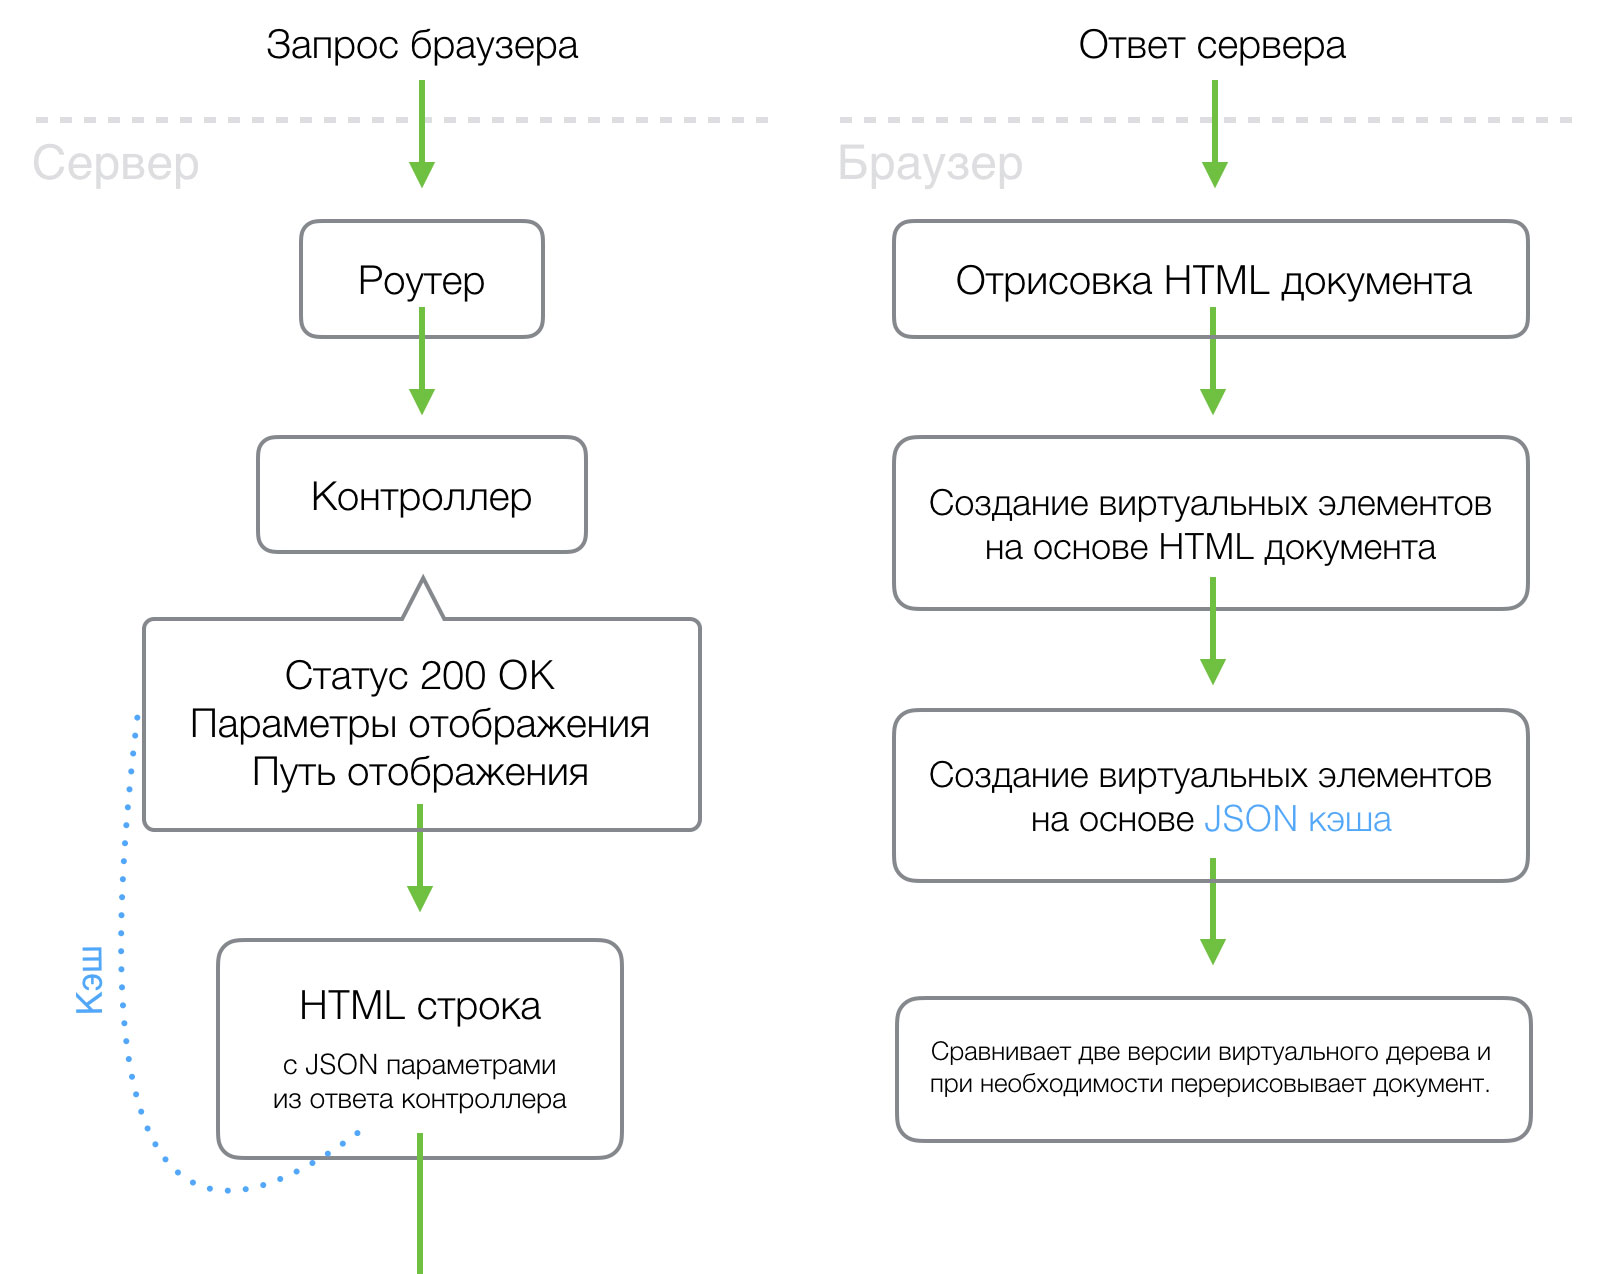 Запрос браузера
Сервер
Роутер
Контроллер
Статус 200 ОК
Параметры отображения
Путь отображения
Кэш
HTML строка
с JSON параметрами
из ответа контроллера
Ответ сервера
Браузер
Отрисовка HTML документа
Создание виртуальных элементов
на основе HTML документа
Создание виртуальных элементов
на основе JSON кэша
Сравнивает две версии виртуального дерева и
при необходимости перерисовывает документ.